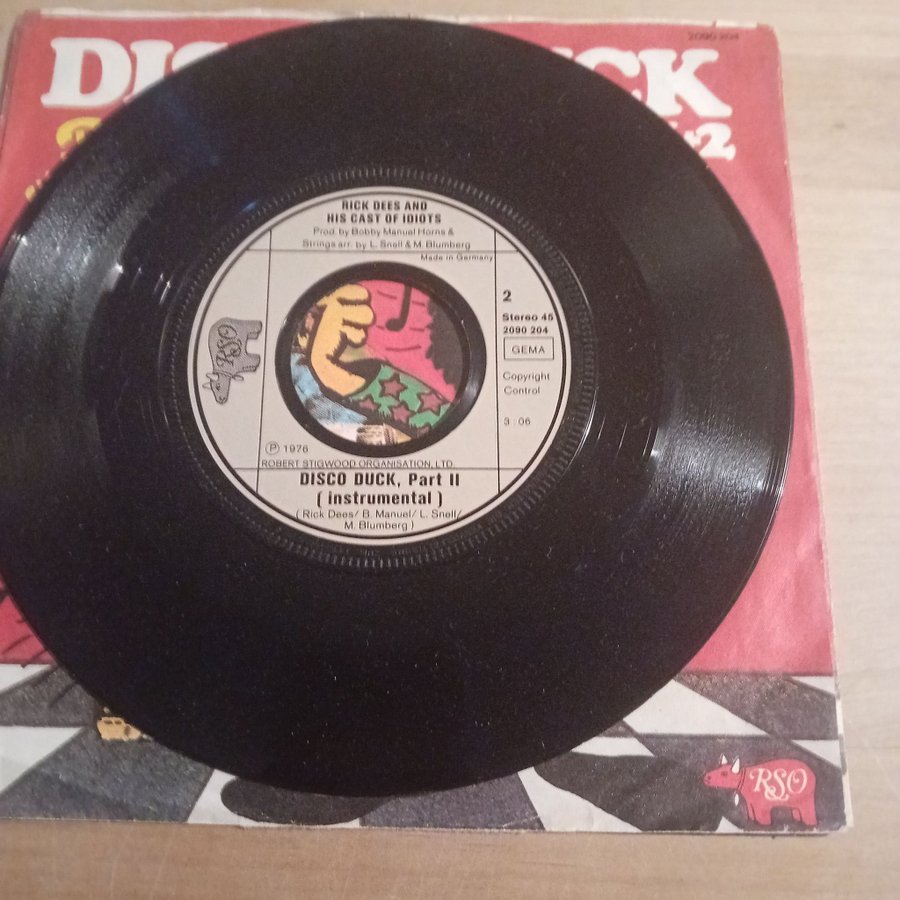 2090 204
DIS UCK
+2
RICK DEES AND
HIS CAST OF IDIOTS
Prod. by Bobby Manuel Horns &
Strings arr. by L. Snell & M. Blumberg
Made in Germany
2
Stereo 45
2090 204
GEMA
Copyright
Control
3:06
RSO
Ⓟ 1976
ROBERT STIGWOOD ORGANISATION, LTD.
DISCO DUCK, Part II
( instrumental )
( Rick Dees/ B. Manuel/ L. Snell/
M. Blumberg )
RSO